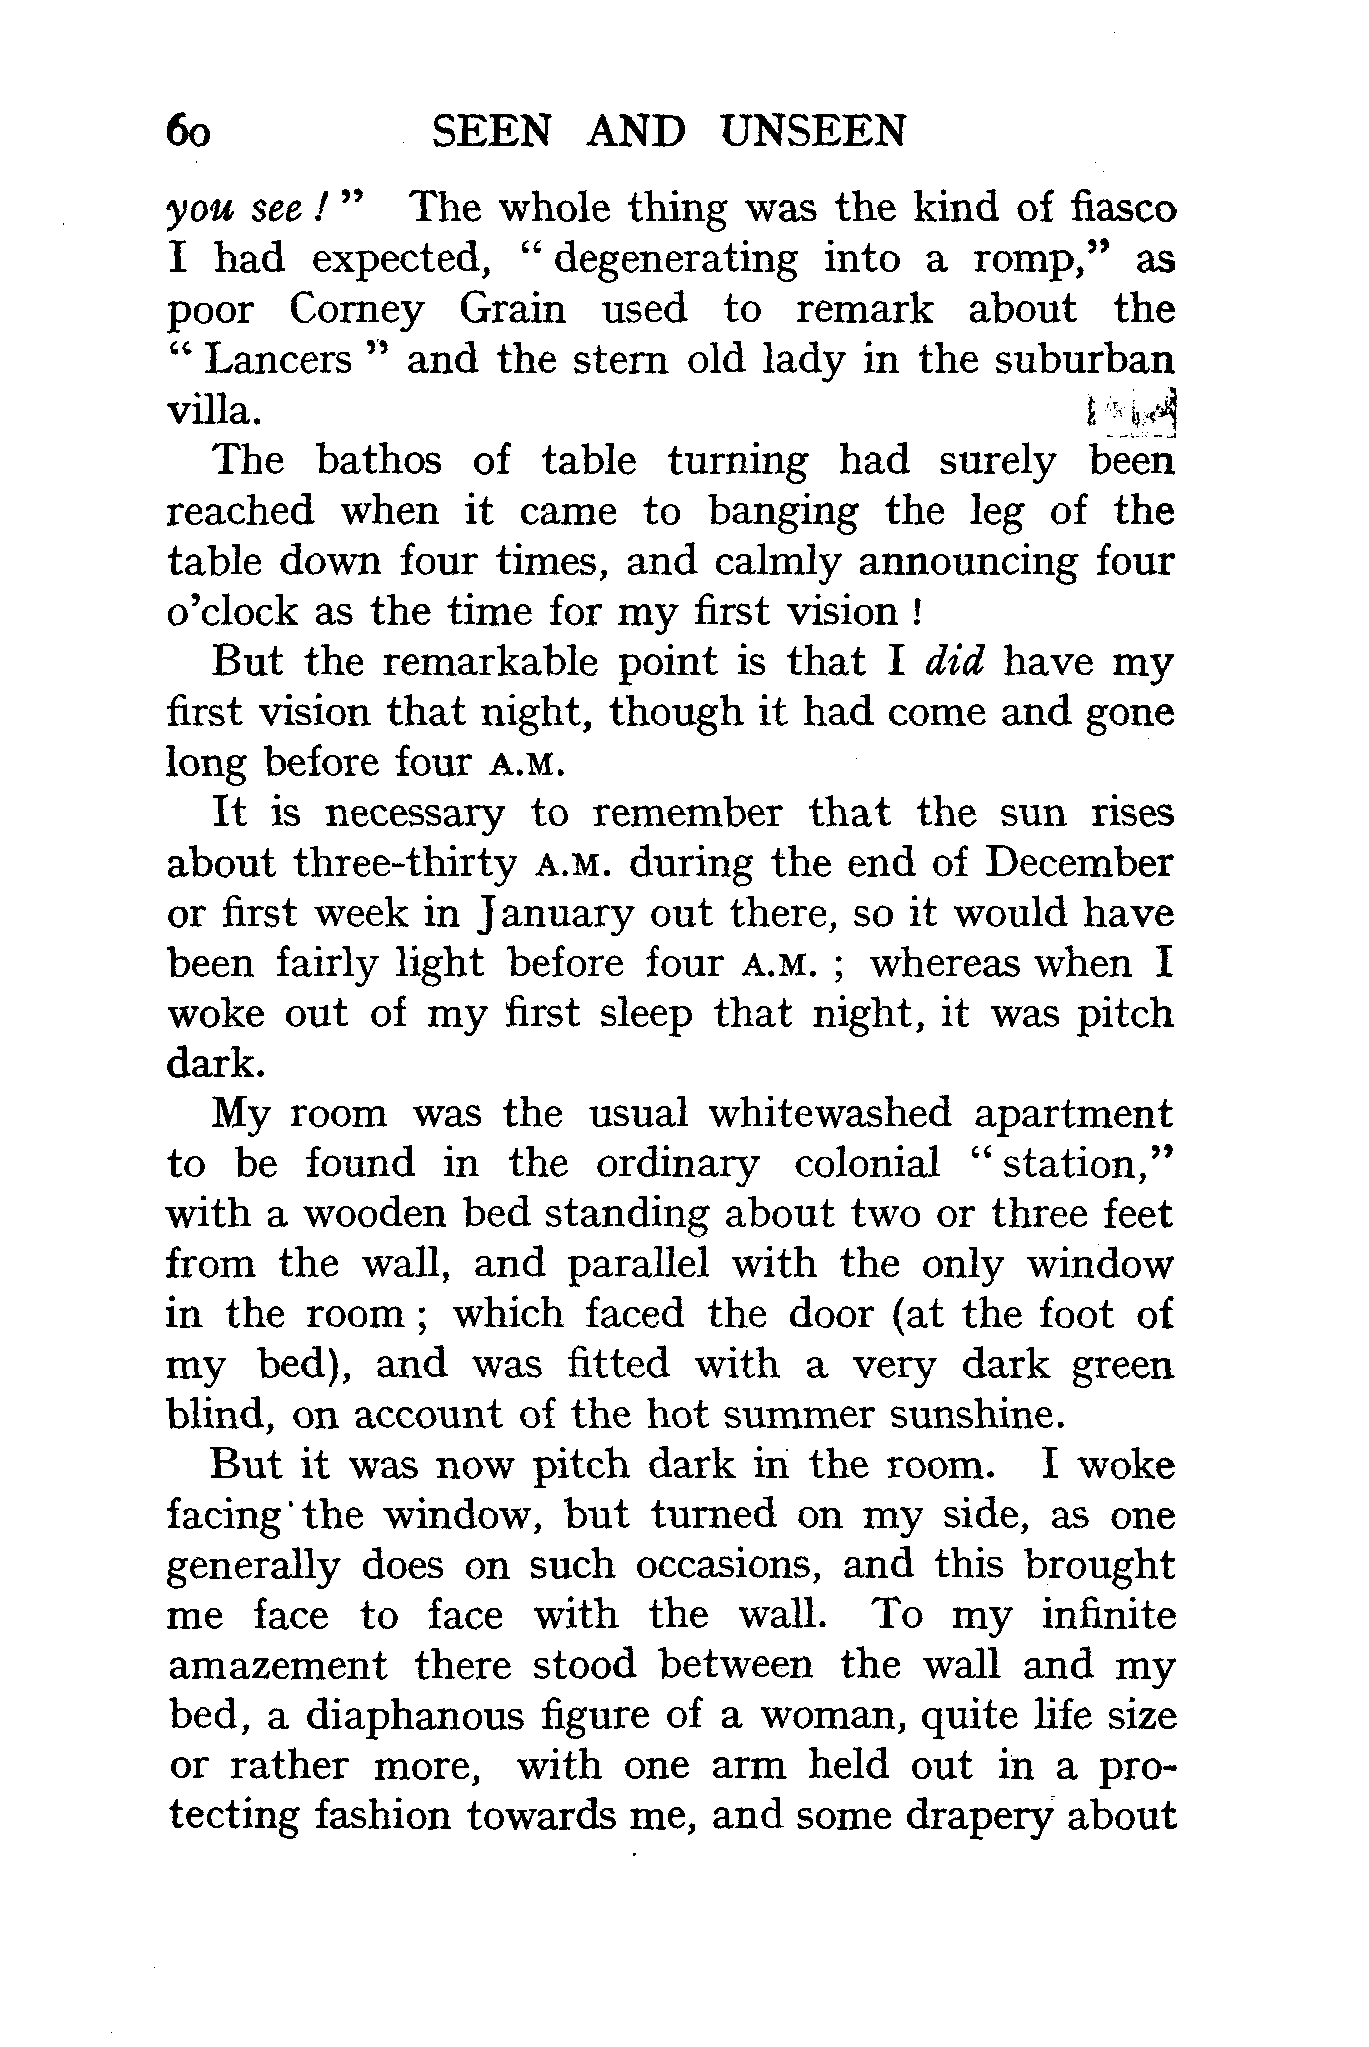 60 SEEN AND UNSEEN
you see ! ” The whole thing was the kind of fiasco
I had expected, “ degenerating into a romp,” as
poor Corney Grain used to remark about the
“ Lancers ” and the stern old lady in the suburban
villa.
The bathos of table turning had surely been
reached when it came to banging the leg of the
table down four times, and calmly announcing four
o’clock as the time for my first vision !
But the remarkable point is that I did have my
first vision that night, though it had come and gone
long before four A.M.
It is necessary to remember that the sun rises
about three-thirty A.M. during the end of December
or first week in January out there, so it would have
been fairly light before four A.M. ; whereas when I
woke out of my first sleep that night, it was pitch
dark.
My room was the usual whitewashed apartment
to be found in the ordinary colonial “ station,”
with a wooden bed standing about two or three feet
from the wall, and parallel with the only window
in the room ; which faced the door (at the foot of
my bed), and was fitted with a very dark green
blind, on account of the hot summer sunshine.
But it was now pitch dark in the room. I woke
facing the window, but turned on my side, as one
generally does on such occasions, and this brought
me face to face with the wall. To my infinite
amazement there stood between the wall and my
bed, a diaphanous figure of a woman, quite life size
or rather more, with one arm held out in a pro-
tecting fashion towards me, and some drapery about